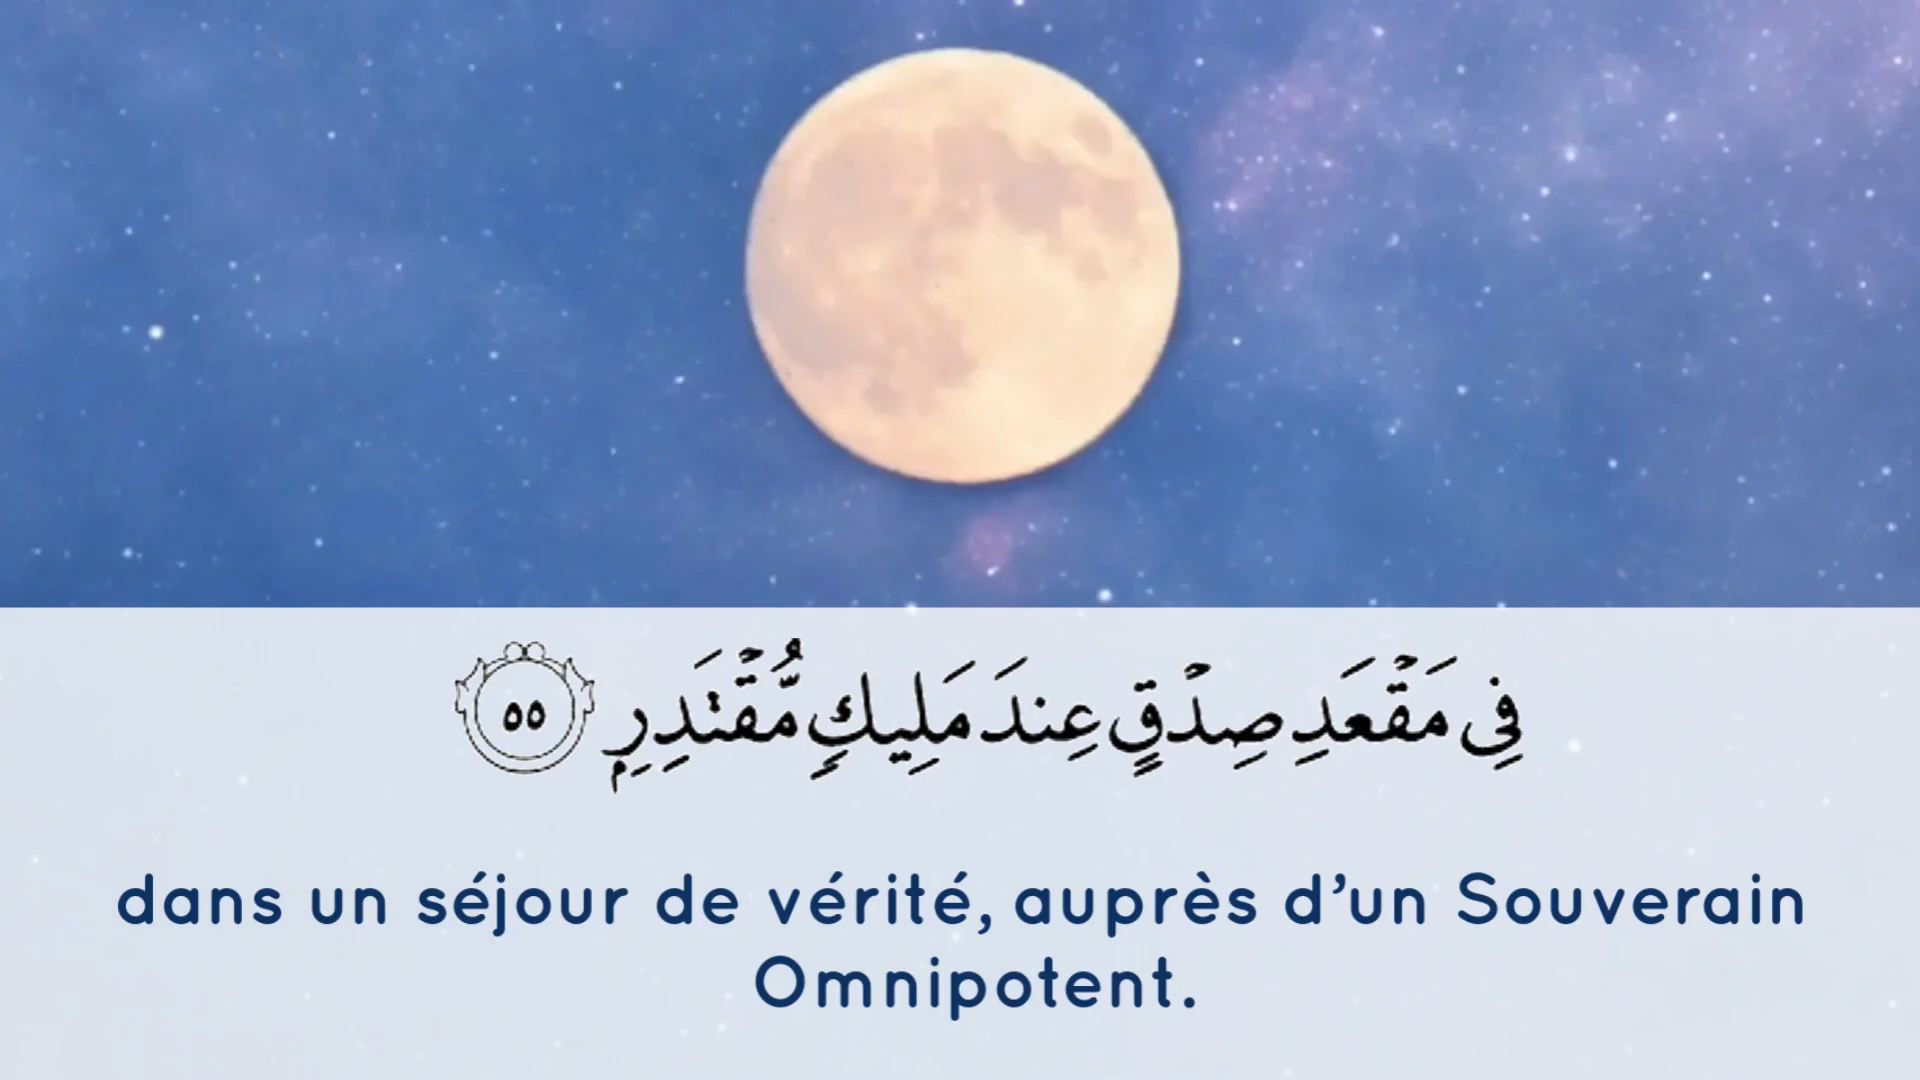 فِي مَقْعَدِ صِدْقٍ عِندَ مَلِيكٍ مُّقْتَدِرٍۭ ٥٥
dans un séjour de vérité, auprès d’un Souverain
Omnipotent.